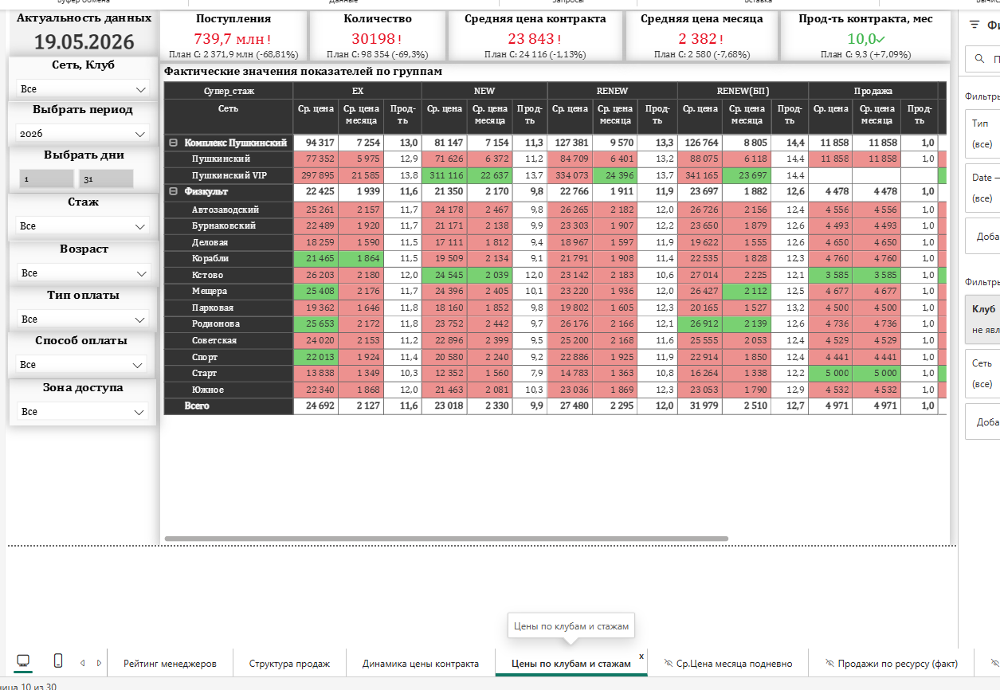 Буфер обмена Данные Запросы Вставка
Актуальность данных
19.05.2026
Поступления Количество Средняя цена контракта Средняя цена месяца Прод-ть контракта, мес
739,7 млн! 30198! 23 843! 2 382! 10,0✓
План С: 2 371,9 млн (-68,81%) План С: 98 354 (-69,3%) План С: 24 116 (-1,13%) План С: 2 580 (-7,68%) План С: 9,3 (+7,09%)
Сеть, Клуб
Все
Выбрать период
2026
Выбрать дни
1 31
Стаж
Все
Возраст
Все
Тип оплаты
Все
Способ оплаты
Все
Зона доступа
Все
Фактические значения показателей по группам
Супер_стаж EX NEW RENEW RENEW(БП) Продажа
Сеть Ср. цена Ср. цена месяца Прод-ть Ср. цена Ср. цена месяца Прод-ть Ср. цена Ср. цена месяца Прод-ть Ср. цена Ср. цена месяца Прод-ть Ср. цена Ср. цена месяца Прод-ть
Комплекс Пушкинский 94 317 7 254 13,0 81 147 7 154 11,3 127 381 9 570 13,3 126 764 8 805 14,4 11 858 11 858 1,0
Пушкинский 77 352 5 975 12,9 71 626 6 372 11,2 84 709 6 401 13,2 88 075 6 118 14,4 11 858 11 858 1,0
Пушкинский VIP 297 895 21 585 13,8 311 116 22 637 13,7 334 073 24 396 13,7 341 165 23 697 14,4
Физкульт 22 425 1 939 11,6 21 350 2 170 9,8 22 766 1 911 11,9 23 697 1 882 12,6 4 478 4 478 1,0
Автозаводский 25 261 2 157 11,7 24 178 2 467 9,8 26 265 2 182 12,0 26 726 2 156 12,4 4 556 4 556 1,0
Бурнаковский 22 489 1 920 11,7 21 171 2 138 9,9 23 303 1 907 12,2 23 650 1 879 12,6 4 493 4 493 1,0
Деловая 18 259 1 590 11,5 17 111 1 812 9,4 18 967 1 597 11,9 19 622 1 555 12,6 4 650 4 650 1,0
Корабли 21 465 1 864 11,5 19 509 2 134 9,1 21 791 1 908 11,4 22 535 1 828 12,3 4 760 4 760 1,0
Кстово 26 203 2 180 12,0 24 545 2 039 12,0 23 142 2 183 10,6 27 014 2 225 12,1 3 585 3 585 1,0
Мещера 25 408 2 176 11,7 24 396 2 405 10,1 23 220 1 936 12,0 26 427 2 112 12,5 4 677 4 677 1,0
Парковая 19 362 1 646 11,8 18 160 1 852 9,8 19 802 1 605 12,3 20 165 1 527 13,2 4 500 4 500 1,0
Родионова 25 653 2 172 11,8 23 752 2 442 9,7 26 176 2 166 12,1 26 912 2 139 12,6 4 736 4 736 1,0
Советская 24 020 2 153 11,2 22 896 2 399 9,5 25 200 2 168 11,6 25 555 2 053 12,4 4 529 4 529 1,0
Спорт 22 013 1 924 11,4 20 580 2 240 9,2 22 886 1 925 11,9 22 914 1 850 12,4 4 441 4 441 1,0
Старт 13 838 1 349 10,3 12 352 1 560 7,9 14 783 1 363 10,8 16 264 1 338 12,2 5 000 5 000 1,0
Южное 22 340 1 868 12,0 21 463 2 081 10,3 23 036 1 869 12,3 23 053 1 790 12,9 4 532 4 532 1,0
Всего 24 692 2 127 11,6 23 018 2 330 9,9 27 480 2 295 12,0 31 979 2 510 12,7 4 971 4 971 1,0
Фи
П
Фильтры
Тип
(все)
Date –
(все)
Доба
Фильтры
Клуб
не явл
Сеть
(все)
Доба
Цены по клубам и стажам
Рейтинг менеджеров Структура продаж Динамика цены контракта Цены по клубам и стажам x Ср.Цена месяца подневно Продажи по ресурсу (факт)
ница 10 из 30